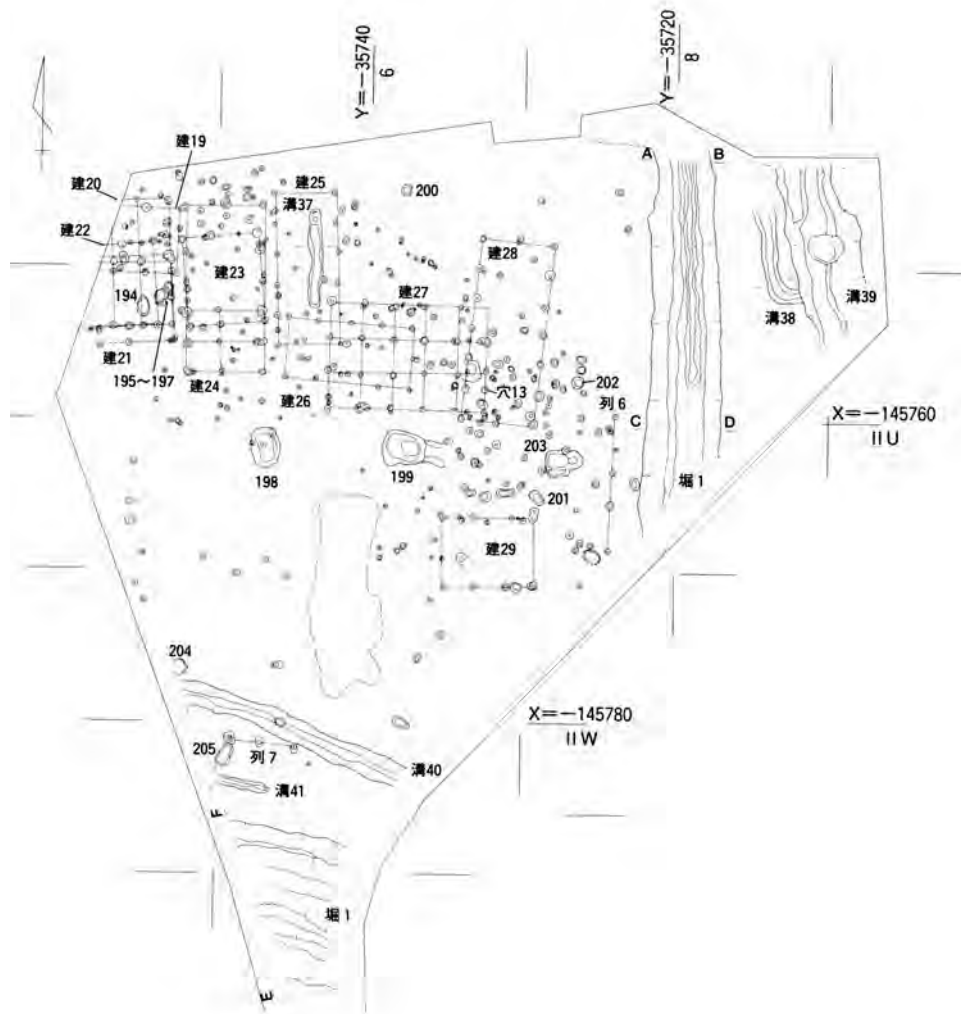 Y=-35740
6
Y=-35720
8
建19
建20
建25
200
A
B
溝37
建22
建28
建23
194
建27
溝39
溝38
建21
202
195～197
建24
建26
穴13
列6
C
D
X=-145760
II U
203
198
199
堀1
201
建29
204
X=-145780
II W
205
列7
溝40
溝41
F
堀1
E